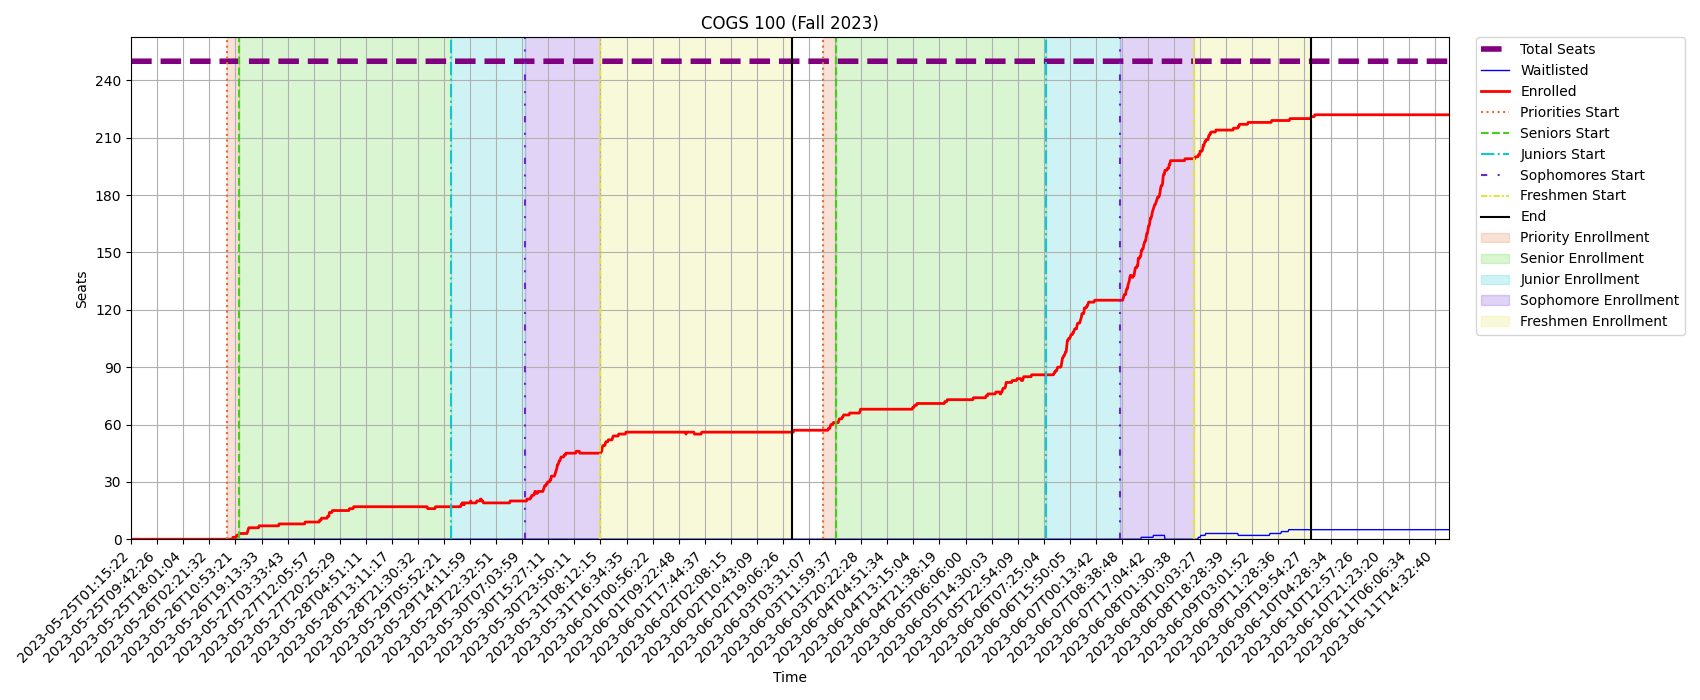 COGS 100 (Fall 2023)
Seats
240
210
180
150
120
90
60
30
0
2023-05-25T01:15:22
2023-05-25T09:42:26
2023-05-25T18:01:04
2023-05-26T02:21:32
2023-05-26T10:53:21
2023-05-26T19:13:33
2023-05-27T03:33:43
2023-05-27T12:05:57
2023-05-27T20:25:29
2023-05-28T04:51:11
2023-05-28T13:11:17
2023-05-28T21:30:32
2023-05-29T05:52:21
2023-05-29T14:11:59
2023-05-29T22:32:51
2023-05-30T07:03:59
2023-05-30T15:27:11
2023-05-30T23:50:11
2023-05-31T08:12:15
2023-05-31T16:34:35
2023-06-01T00:56:22
2023-06-01T09:22:48
2023-06-01T17:44:37
2023-06-02T02:08:15
2023-06-02T10:43:09
2023-06-02T19:06:26
2023-06-03T03:31:07
2023-06-03T11:59:37
2023-06-03T20:22:28
2023-06-04T04:51:34
2023-06-04T13:15:04
2023-06-04T21:38:19
2023-06-05T06:06:00
2023-06-05T14:30:03
2023-06-05T22:54:09
2023-06-06T07:25:04
2023-06-06T15:50:05
2023-06-07T00:13:42
2023-06-07T08:38:48
2023-06-07T17:04:42
2023-06-08T01:30:38
2023-06-08T10:03:27
2023-06-08T18:28:39
2023-06-09T03:01:52
2023-06-09T11:28:36
2023-06-09T19:54:27
2023-06-10T04:28:34
2023-06-10T12:57:26
2023-06-10T21:23:20
2023-06-11T06:06:34
2023-06-11T14:32:40
Time
Total Seats
Waitlisted
Enrolled
Priorities Start
Seniors Start
Juniors Start
Sophomores Start
Freshmen Start
End
Priority Enrollment
Senior Enrollment
Junior Enrollment
Sophomore Enrollment
Freshmen Enrollment